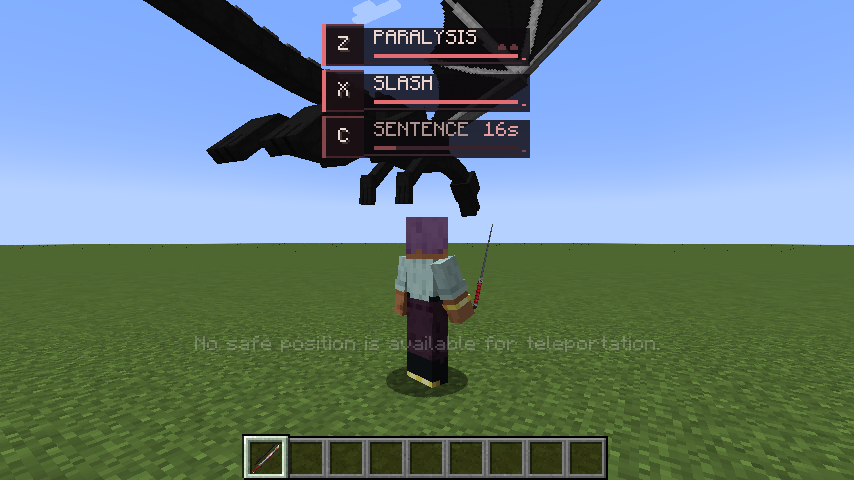 Z PARALYSIS
X SLASH
C SENTENCE 16s
No safe position is available for teleportation.